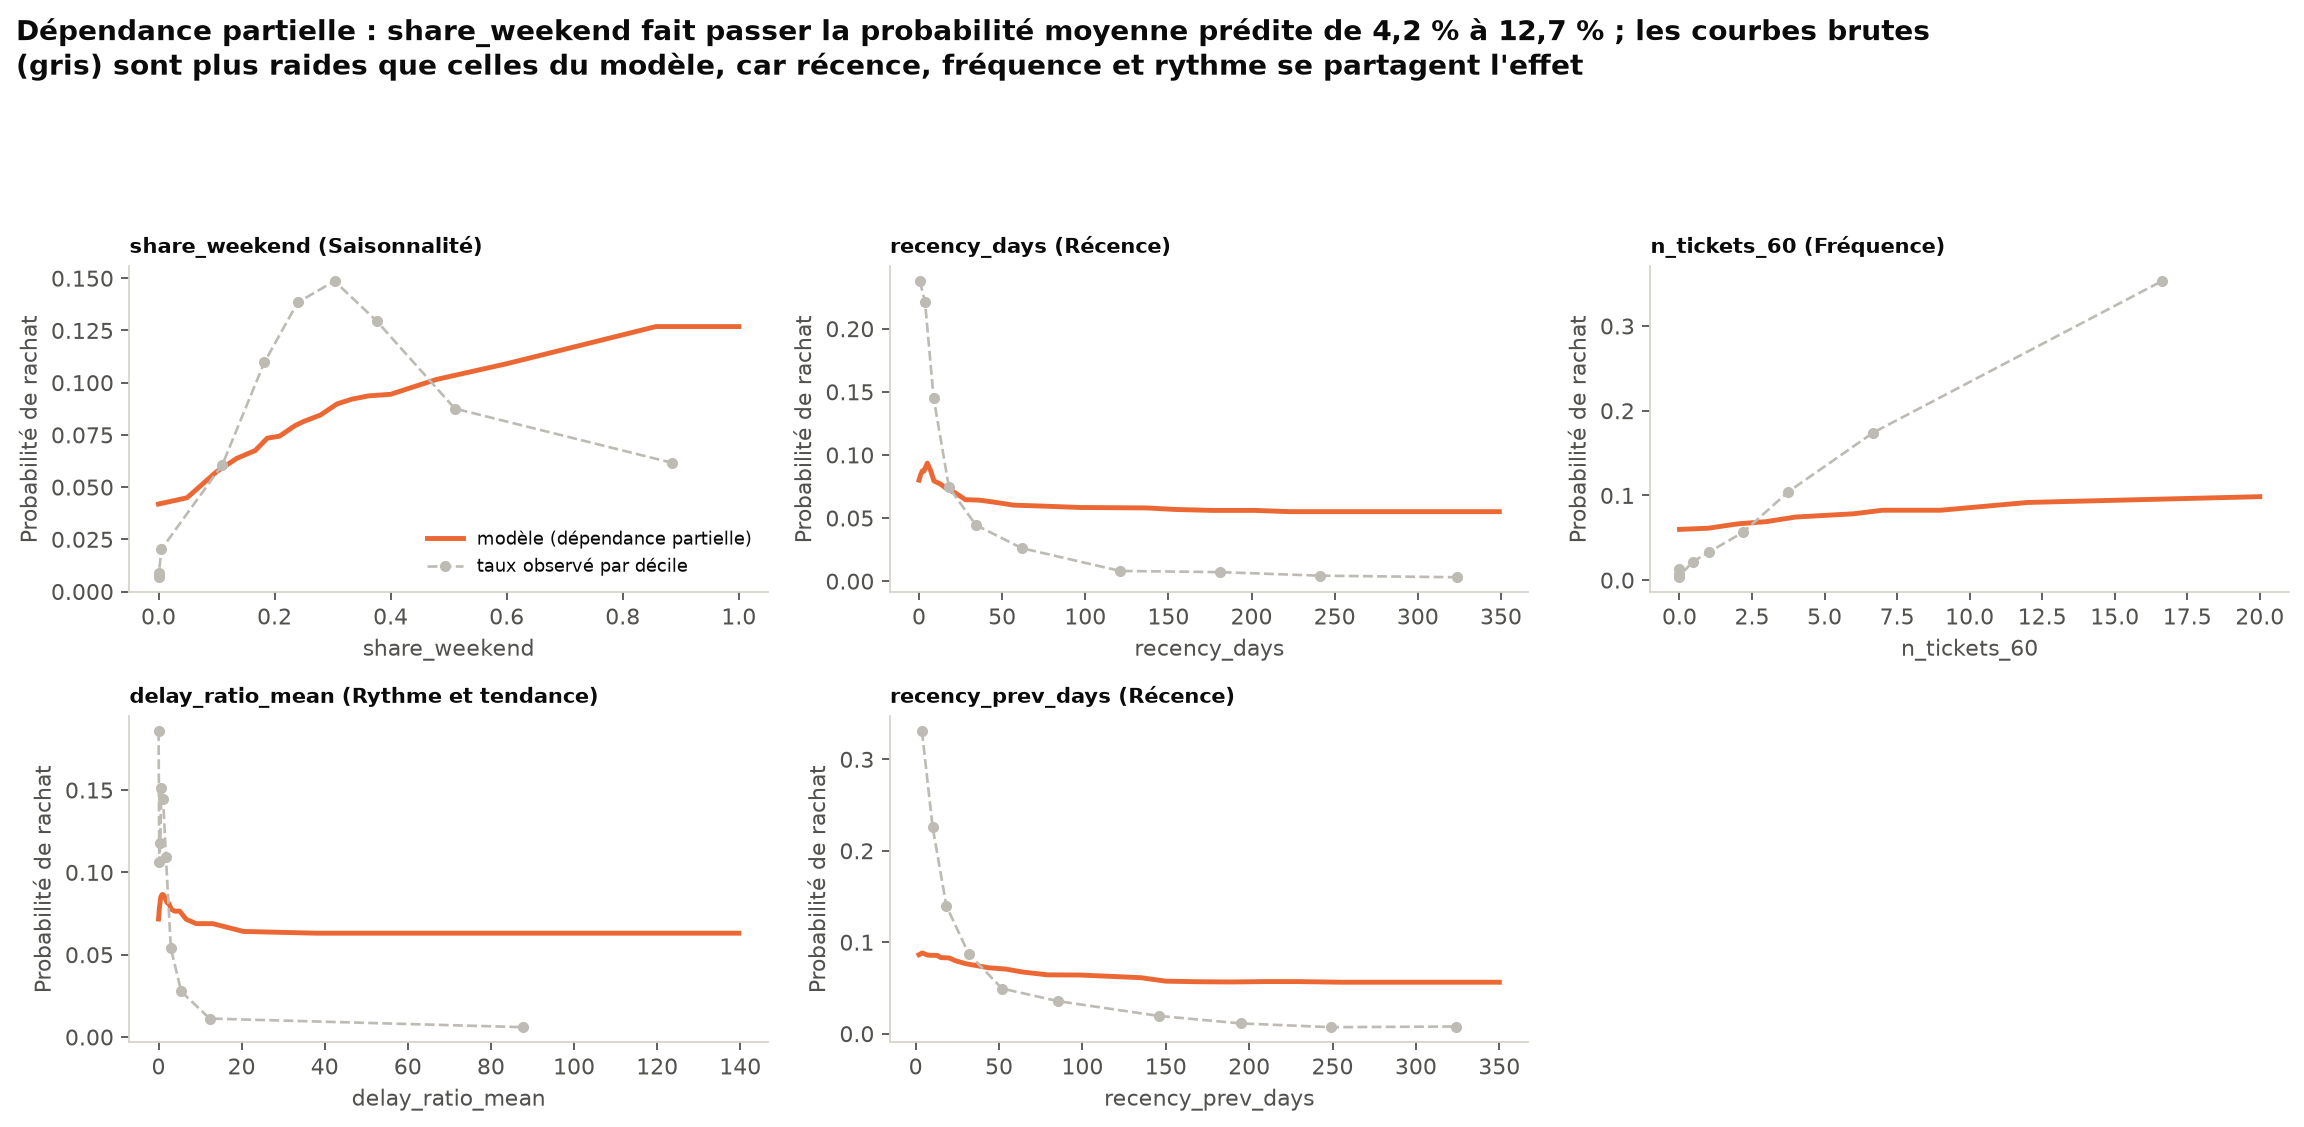 Dépendance partielle : share_weekend fait passer la probabilité moyenne prédite de 4,2 % à 12,7 % ; les courbes brutes
(gris) sont plus raides que celles du modèle, car récence, fréquence et rythme se partagent l'effet
share_weekend (Saisonnalité)
Probabilité de rachat
0.150
0.125
0.100
0.075
0.050
0.025
0.000
modèle (dépendance partielle)
taux observé par décile
0.0 0.2 0.4 0.6 0.8 1.0
share_weekend
recency_days (Récence)
Probabilité de rachat
0.20
0.15
0.10
0.05
0.00
0 50 100 150 200 250 300 350
recency_days
n_tickets_60 (Fréquence)
Probabilité de rachat
0.3
0.2
0.1
0.0
0.0 2.5 5.0 7.5 10.0 12.5 15.0 17.5 20.0
n_tickets_60
delay_ratio_mean (Rythme et tendance)
Probabilité de rachat
0.15
0.10
0.05
0.00
0 20 40 60 80 100 120 140
delay_ratio_mean
recency_prev_days (Récence)
Probabilité de rachat
0.3
0.2
0.1
0.0
0 50 100 150 200 250 300 350
recency_prev_days